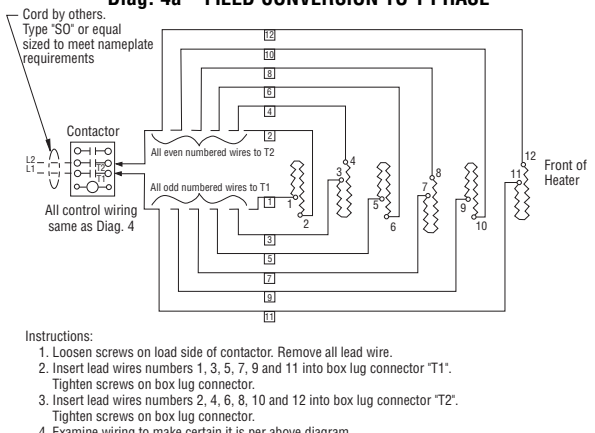 Diag. 4a – FIELD CONVERSION TO 1 PHASE
Cord by others.
Type "SO" or equal
sized to meet nameplate
requirements
12
10
8
6
4
2
Contactor
L2
L1
T2
T1
All even numbered wires to T2
All odd numbered wires to T1
All control wiring
same as Diag. 4
1
3
5
7
9
11
1
2
3
4
5
6
7
8
9
10
11
12
Front of
Heater
Instructions:
1. Loosen screws on load side of contactor. Remove all lead wire.
2. Insert lead wires numbers 1, 3, 5, 7, 9 and 11 into box lug connector "T1".
Tighten screws on box lug connector.
3. Insert lead wires numbers 2, 4, 6, 8, 10 and 12 into box lug connector "T2".
Tighten screws on box lug connector.
4. Examine wiring to make certain it is per above diagram.